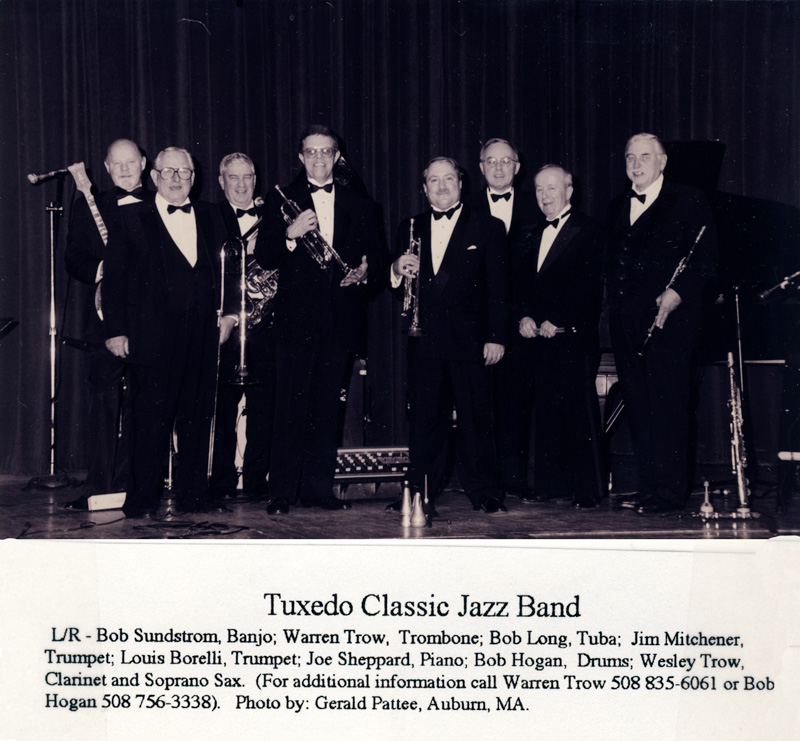 Tuxedo Classic Jazz Band
L/R - Bob Sundstrom, Banjo; Warren Trow, Trombone; Bob Long, Tuba; Jim Mitchener,
Trumpet; Louis Borelli, Trumpet; Joe Sheppard, Piano; Bob Hogan, Drums; Wesley Trow,
Clarinet and Soprano Sax. (For additional information call Warren Trow 508 835-6061 or Bob
Hogan 508 756-3338). Photo by: Gerald Pattee, Auburn, MA.